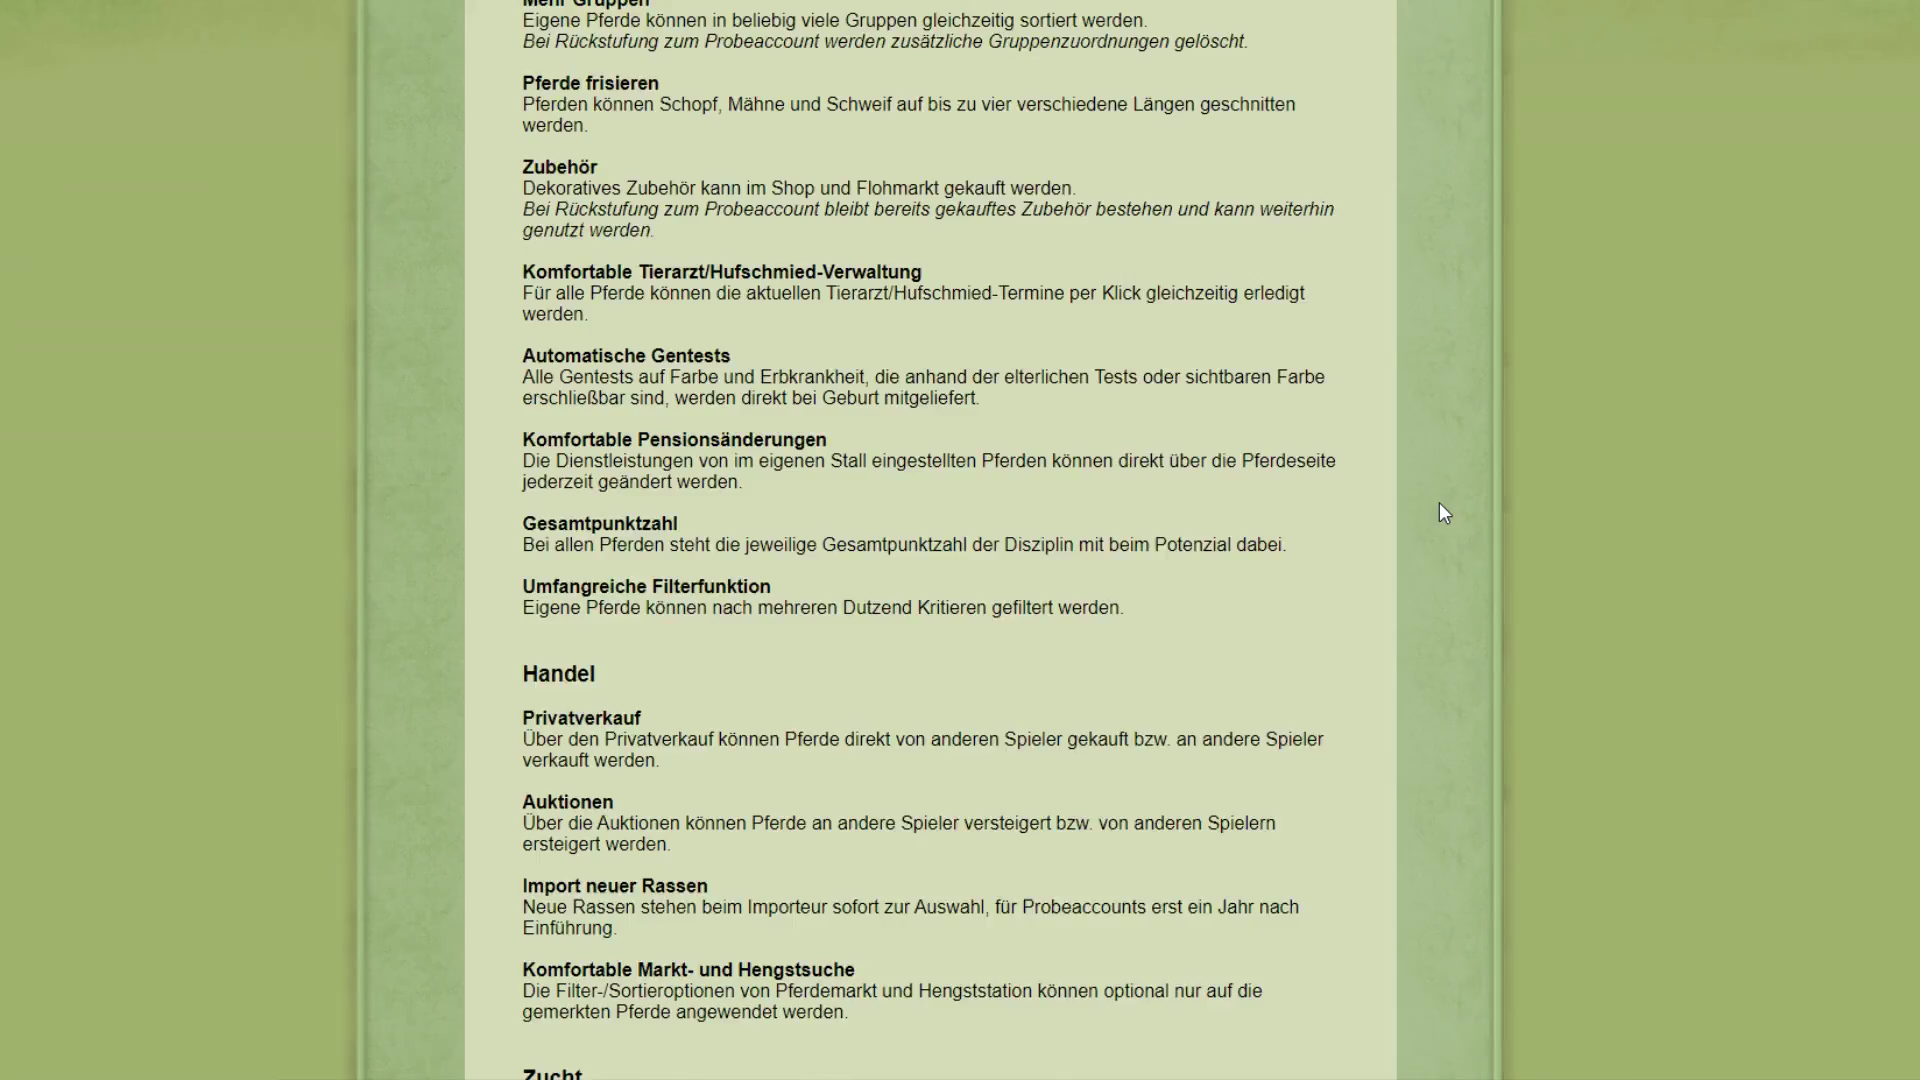 Mehr Gruppen
Eigene Pferde können in beliebig viele Gruppen gleichzeitig sortiert werden.
Bei Rückstufung zum Probeaccount werden zusätzliche Gruppenzuordnungen gelöscht.
Pferde frisieren
Pferden können Schopf, Mähne und Schweif auf bis zu vier verschiedene Längen geschnitten
werden.
Zubehör
Dekoratives Zubehör kann im Shop und Flohmarkt gekauft werden.
Bei Rückstufung zum Probeaccount bleibt bereits gekauftes Zubehör bestehen und kann weiterhin
genutzt werden.
Komfortable Tierarzt/Hufschmied-Verwaltung
Für alle Pferde können die aktuellen Tierarzt/Hufschmied-Termine per Klick gleichzeitig erledigt
werden.
Automatische Gentests
Alle Gentests auf Farbe und Erbkrankheit, die anhand der elterlichen Tests oder sichtbaren Farbe
erschließbar sind, werden direkt bei Geburt mitgeliefert.
Komfortable Pensionsänderungen
Die Dienstleistungen von im eigenen Stall eingestellten Pferden können direkt über die Pferdeseite
jederzeit geändert werden.
Gesamtpunktzahl
Bei allen Pferden steht die jeweilige Gesamtpunktzahl der Disziplin mit beim Potenzial dabei.
Umfangreiche Filterfunktion
Eigene Pferde können nach mehreren Dutzend Kritieren gefiltert werden.
Handel
Privatverkauf
Über den Privatverkauf können Pferde direkt von anderen Spieler gekauft bzw. an andere Spieler
verkauft werden.
Auktionen
Über die Auktionen können Pferde an andere Spieler versteigert bzw. von anderen Spielern
ersteigert werden.
Import neuer Rassen
Neue Rassen stehen beim Importeur sofort zur Auswahl, für Probeaccounts erst ein Jahr nach
Einführung.
Komfortable Markt- und Hengstsuche
Die Filter-/Sortieroptionen von Pferdemarkt und Hengststation können optional nur auf die
gemerkten Pferde angewendet werden.
Zucht